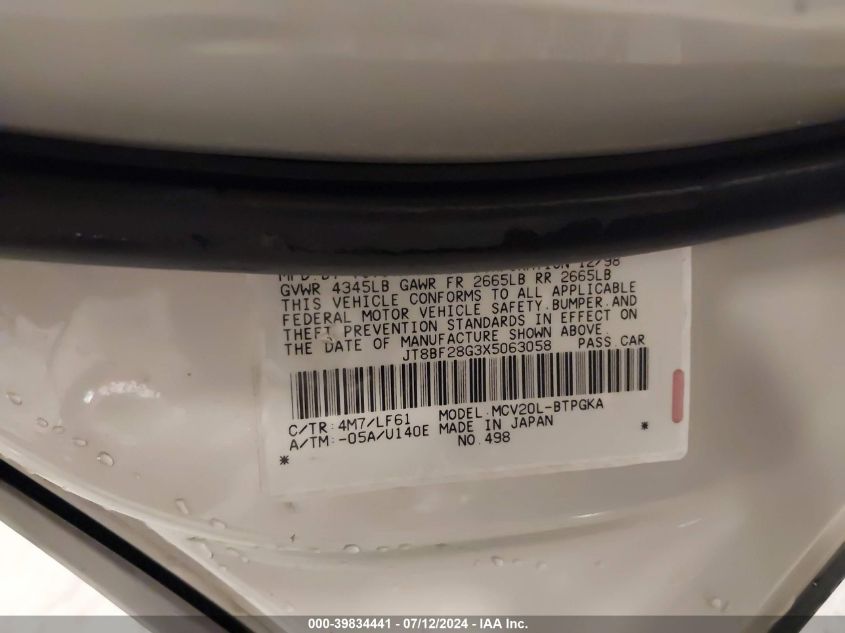 12/98
GVWR 4345LB GAWR FR 2665LB RR 2665LB
THIS VEHICLE CONFORMS TO ALL APPLICABLE
FEDERAL MOTOR VEHICLE SAFETY,BUMPER,AND
THEFT PREVENTION STANDARDS IN EFFECT ON
THE DATE OF MANUFACTURE SHOWN ABOVE.
JT8BF28G3X5063058 PASS.CAR
C/TR:4M7/LF61 MODEL:MCV20L-BTPGKA
A/TM:-05A/U140E MADE IN JAPAN
* NO.498 *
000-39834441 - 07/12/2024 - IAA Inc.